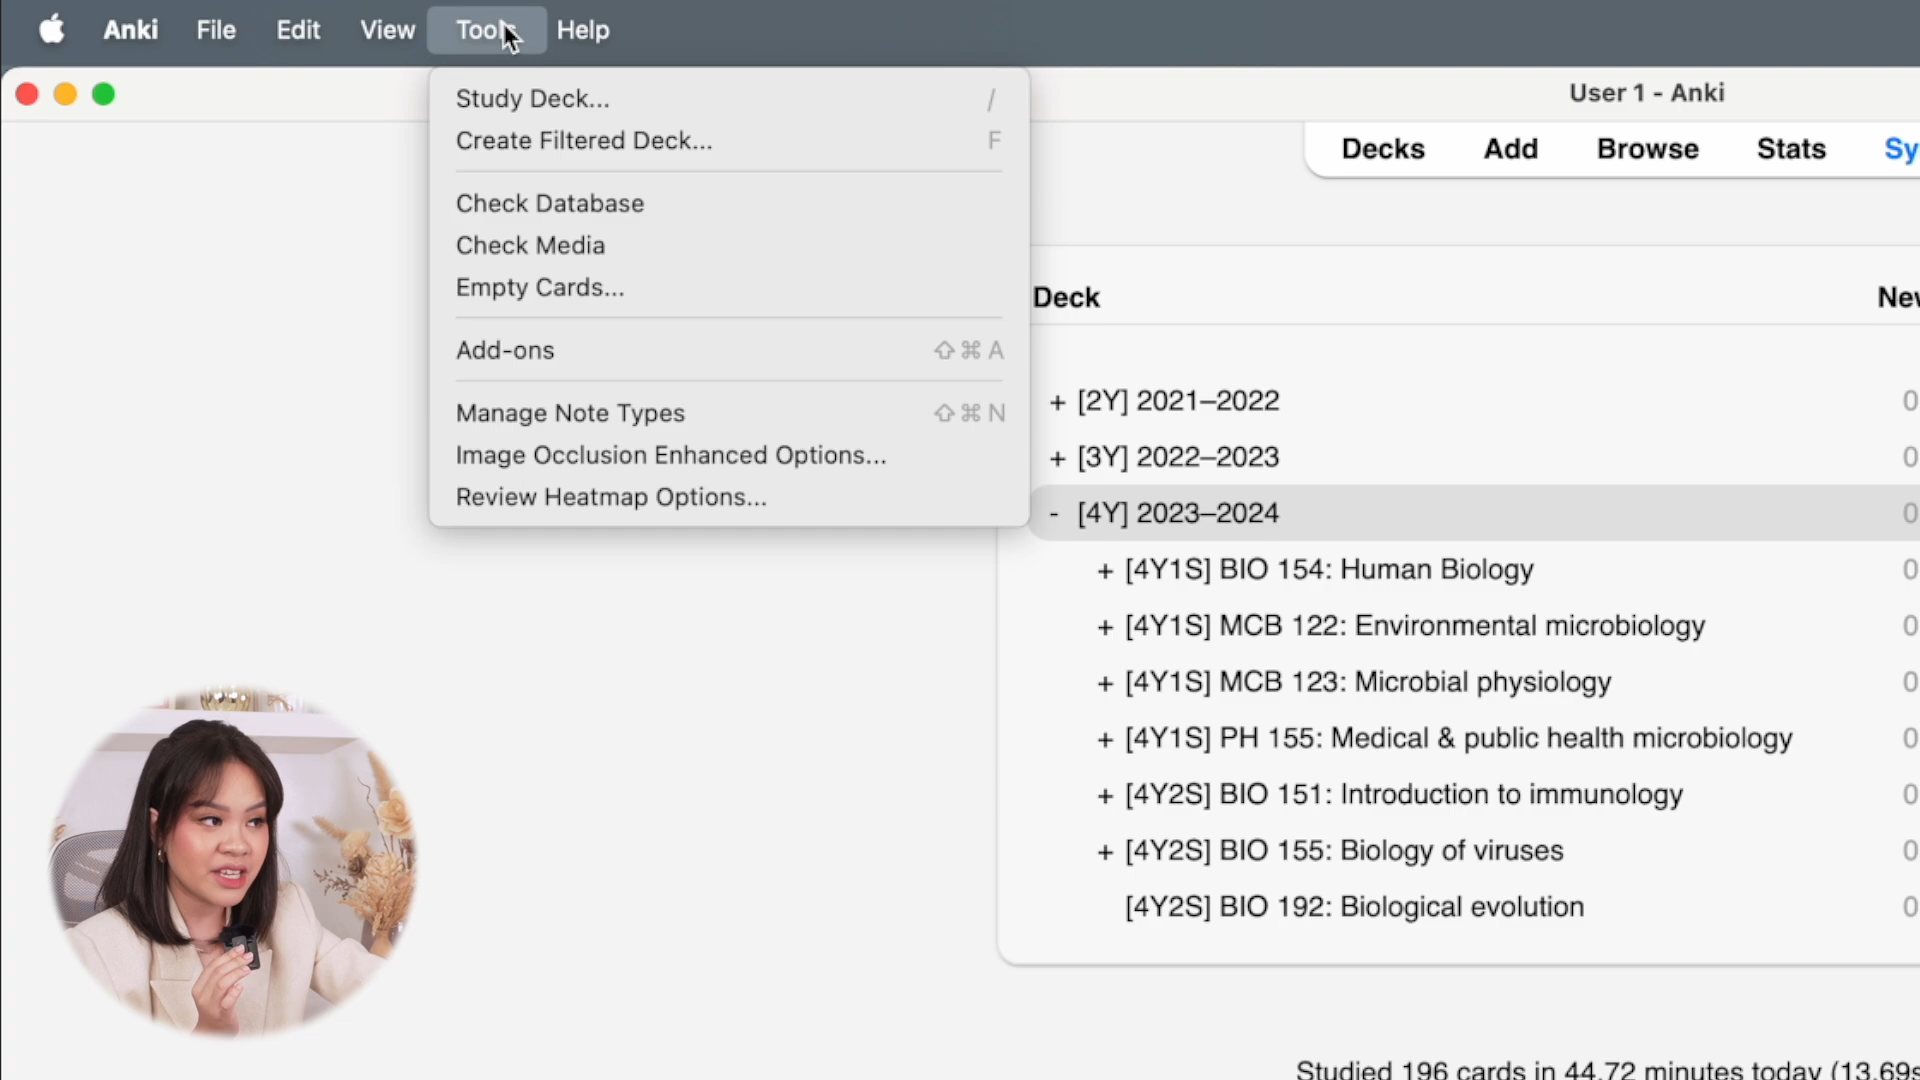 Anki File Edit View Tools Help
User 1 - Anki
Study Deck... /
Create Filtered Deck... F
Check Database
Check Media
Empty Cards...
Add-ons ⇧ ⌘ A
Manage Note Types ⇧ ⌘ N
Image Occlusion Enhanced Options...
Review Heatmap Options...
Decks Add Browse Stats Sy
Deck New
+ [2Y] 2021–2022 0
+ [3Y] 2022–2023 0
- [4Y] 2023–2024 0
+ [4Y1S] BIO 154: Human Biology 0
+ [4Y1S] MCB 122: Environmental microbiology 0
+ [4Y1S] MCB 123: Microbial physiology 0
+ [4Y1S] PH 155: Medical & public health microbiology 0
+ [4Y2S] BIO 151: Introduction to immunology 0
+ [4Y2S] BIO 155: Biology of viruses 0
[4Y2S] BIO 192: Biological evolution 0
Studied 196 cards in 44.72 minutes today (13.69s